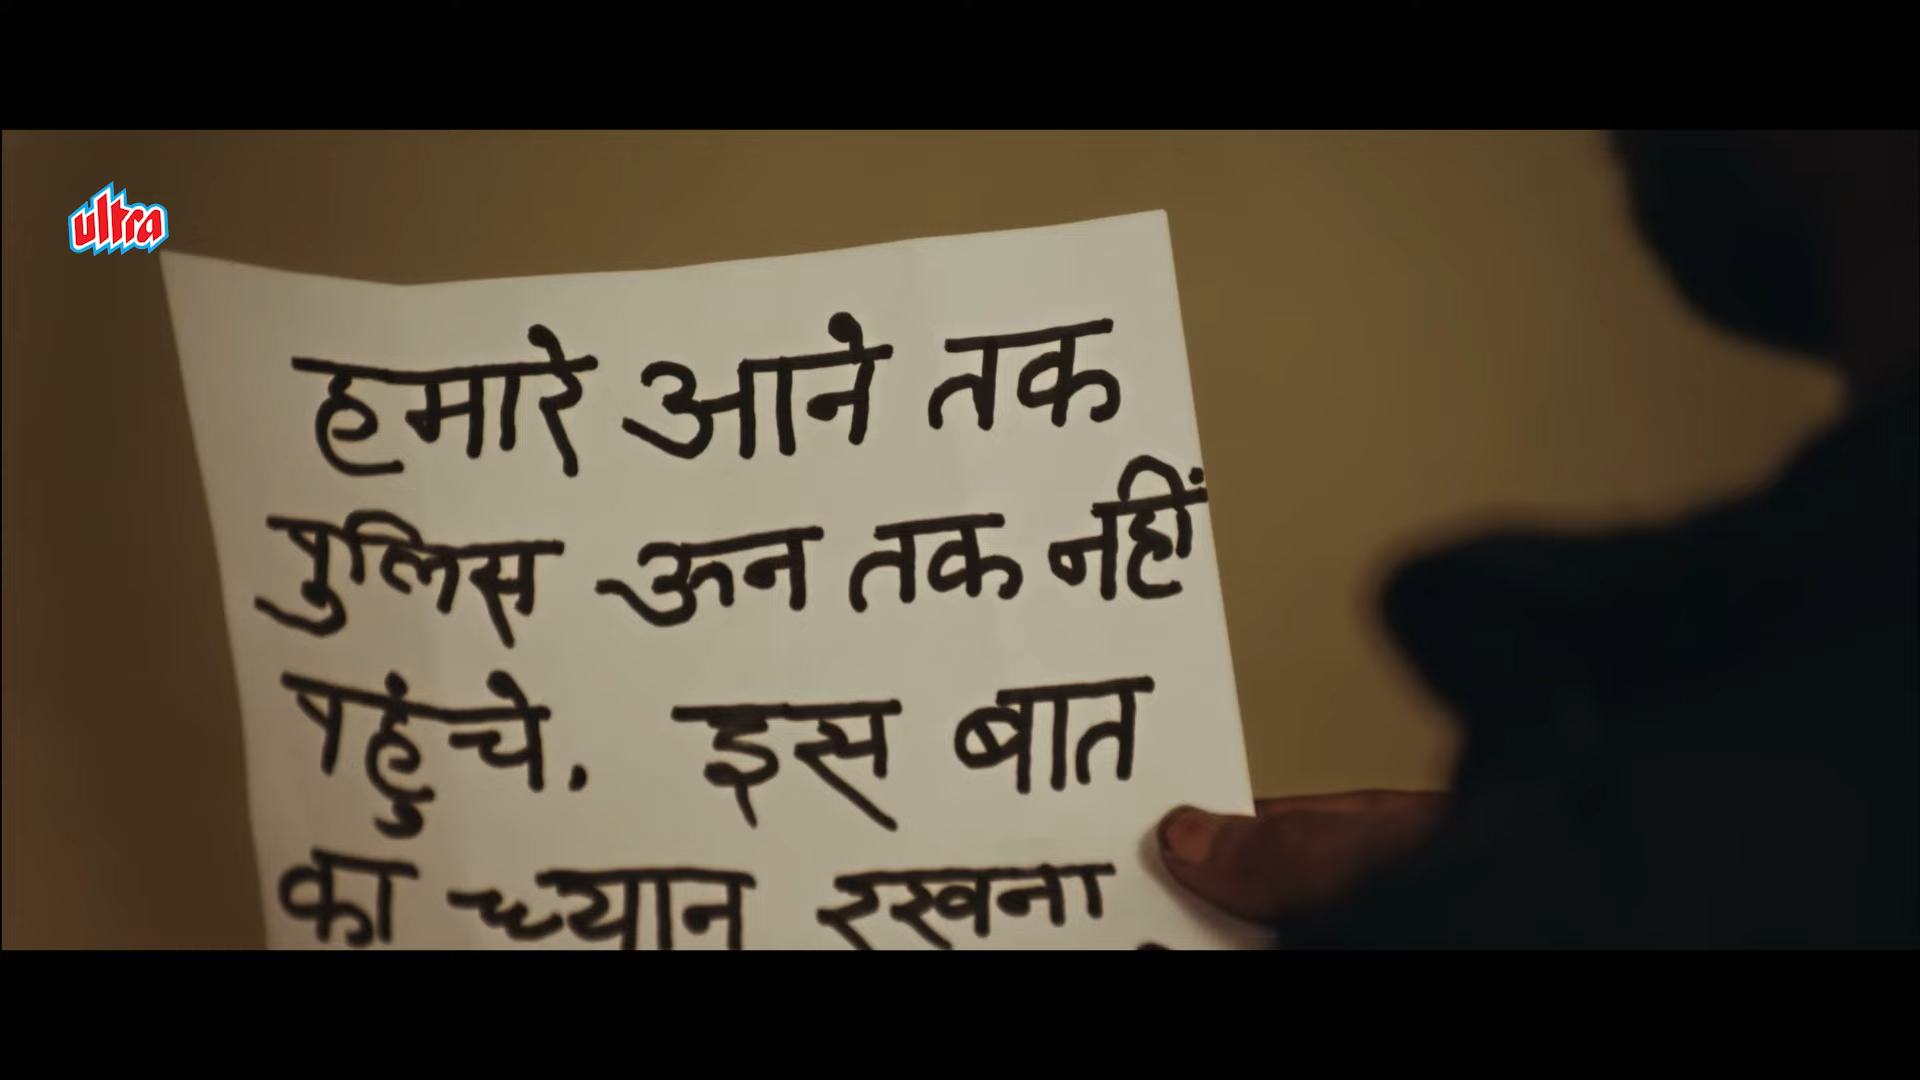 ultra
हमारे आने तक
पुलिस ऊन तक नहीं
पहुंचे. इस बात
का ध्यान रखना